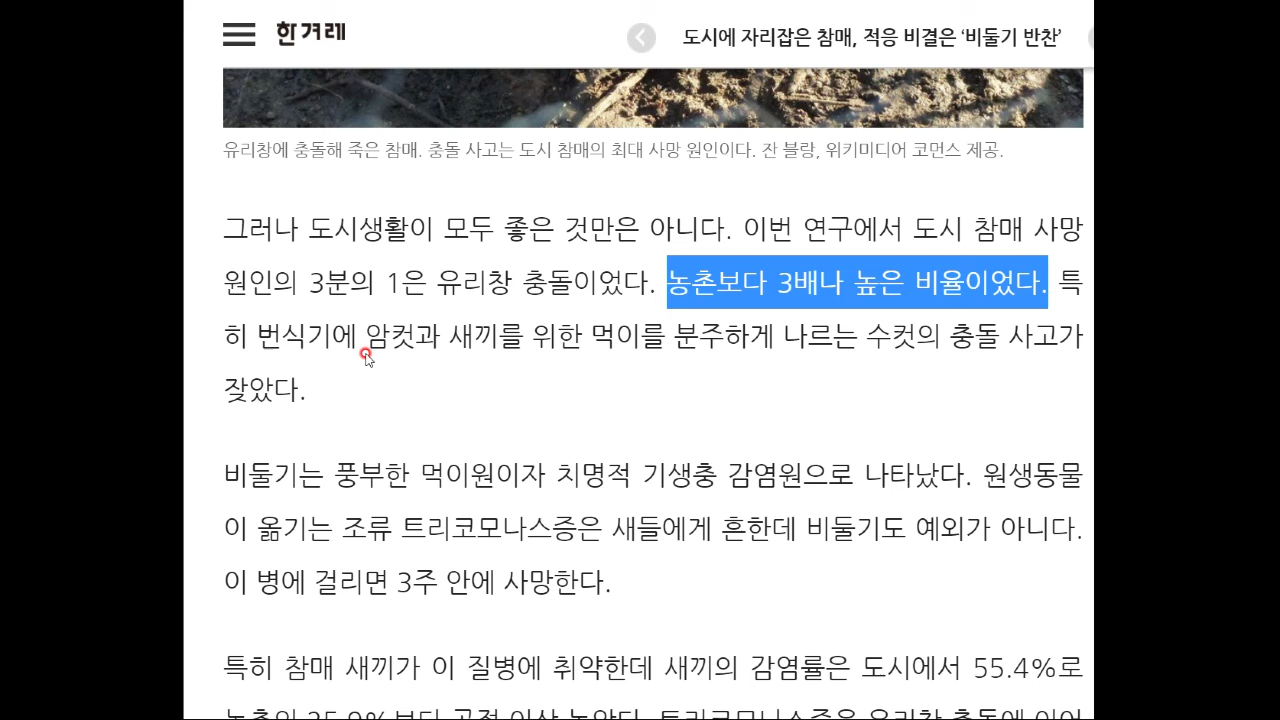 한겨레
도시에 자리잡은 참매, 적응 비결은 ‘비둘기 반찬’
유리창에 충돌해 죽은 참매. 충돌 사고는 도시 참매의 최대 사망 원인이다. 잔 블랑, 위키미디어 코먼스 제공.
그러나 도시생활이 모두 좋은 것만은 아니다. 이번 연구에서 도시 참매 사망
원인의 3분의 1은 유리창 충돌이었다. 농촌보다 3배나 높은 비율이었다. 특
히 번식기에 암컷과 새끼를 위한 먹이를 분주하게 나르는 수컷의 충돌 사고가
잦았다.
비둘기는 풍부한 먹이원이자 치명적 기생충 감염원으로 나타났다. 원생동물
이 옮기는 조류 트리코모나스증은 새들에게 흔한데 비둘기도 예외가 아니다.
이 병에 걸리면 3주 안에 사망한다.
특히 참매 새끼가 이 질병에 취약한데 새끼의 감염률은 도시에서 55.4%로